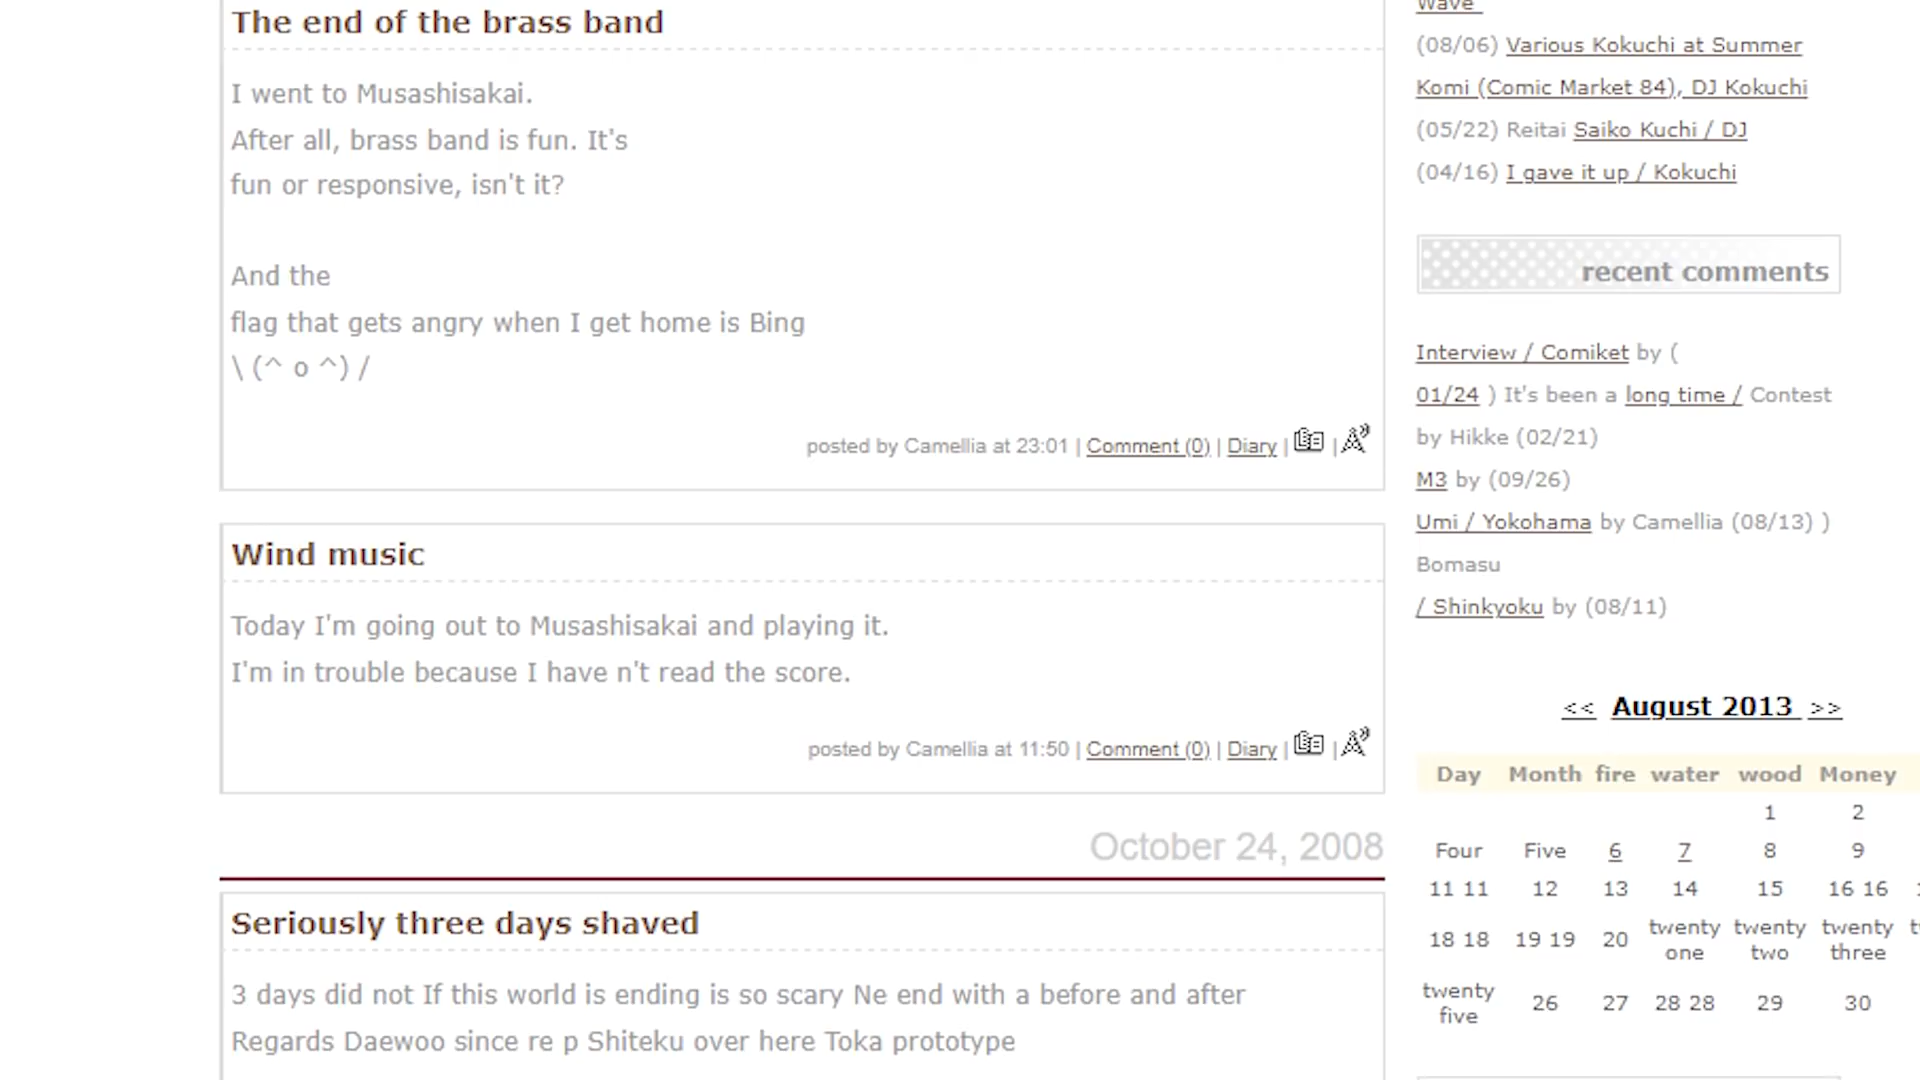 The end of the brass band
I went to Musashisakai.
After all, brass band is fun. It's
fun or responsive, isn't it?
And the
flag that gets angry when I get home is Bing
\ (^ o ^) /
posted by Camellia at 23:01 | Comment (0) | Diary | |
Wind music
Today I'm going out to Musashisakai and playing it.
I'm in trouble because I have n't read the score.
posted by Camellia at 11:50 | Comment (0) | Diary | |
October 24, 2008
Seriously three days shaved
3 days did not If this world is ending is so scary Ne end with a before and after
Regards Daewoo since re p Shiteku over here Toka prototype
Wave
(08/06) Various Kokuchi at Summer
Komi (Comic Market 84), DJ Kokuchi
(05/22) Reitai Saiko Kuchi / DJ
(04/16) I gave it up / Kokuchi
recent comments
Interview / Comiket by (
01/24 ) It's been a long time / Contest
by Hikke (02/21)
M3 by (09/26)
Umi / Yokohama by Camellia (08/13) )
Bomasu
/ Shinkyoku by (08/11)
<< August 2013 >>
Day Month fire water wood Money
1 2
Four Five 6 7 8 9
11 11 12 13 14 15 16 16
18 18 19 19 20 twenty one twenty two twenty three
twenty five 26 27 28 28 29 30